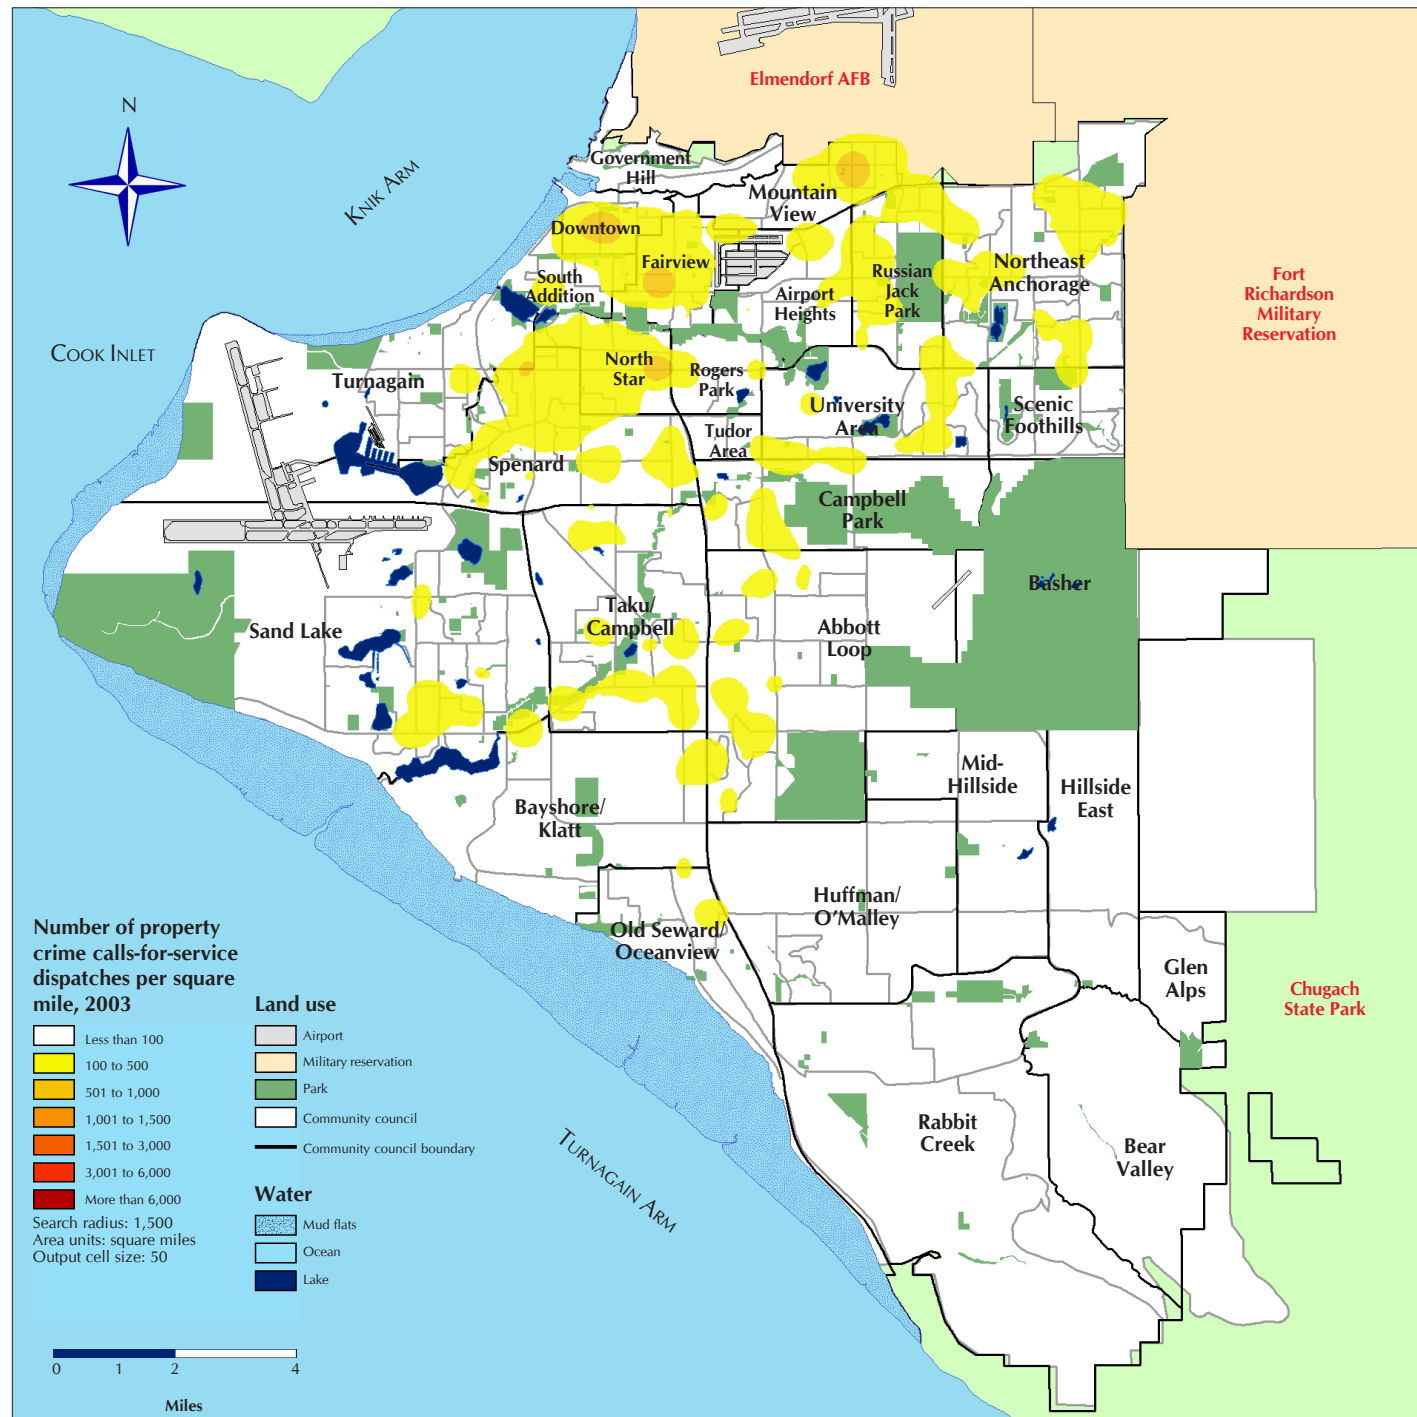 Elmendorf AFB
N
Government
Hill
Knik Arm
Mountain
View
Downtown
Fairview
South
Addition
Russian
Jack
Park
Northeast
Anchorage
Airport
Heights
Fort
Richardson
Military
Reservation
Cook Inlet
Turnagain
North
Star
Rogers
Park
University
Area
Scenic
Foothills
Tudor
Area
Spenard
Campbell
Park
Basher
Sand Lake
Taku/
Campbell
Abbott
Loop
Mid-
Hillside
Hillside
East
Bayshore/
Klatt
Huffman/
O'Malley
Old Seward/
Oceanview
Glen
Alps
Chugach
State Park
Rabbit
Creek
Bear
Valley
Turnagain Arm
Number of property
crime calls-for-service
dispatches per square
mile, 2003
Less than 100
100 to 500
501 to 1,000
1,001 to 1,500
1,501 to 3,000
3,001 to 6,000
More than 6,000
Search radius: 1,500
Area units: square miles
Output cell size: 50
Land use
Airport
Military reservation
Park
Community council
Community council boundary
Water
Mud flats
Ocean
Lake
0 1 2 4
Miles